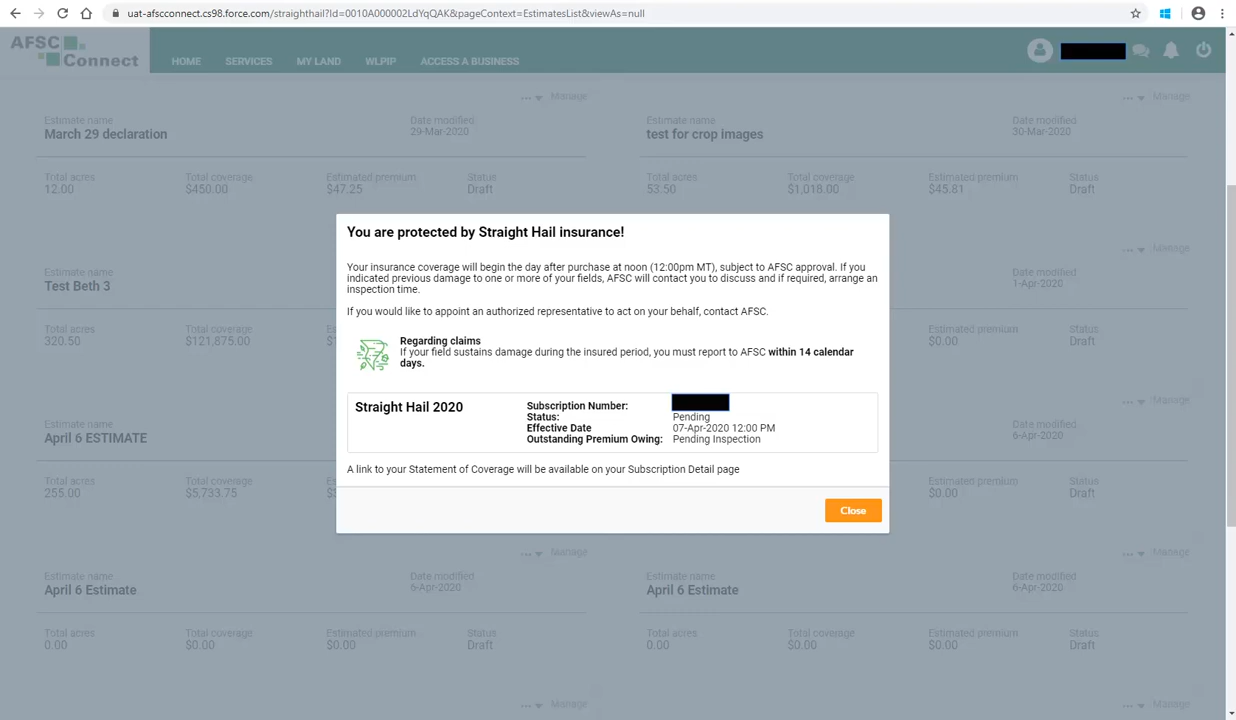 uat-afscconnect.cs98.force.com/straighthail?Id=0010A000002LdYqQAK&pageContext=EstimatesList&viewAs=null
AFSC
Connect
HOME SERVICES MY LAND WLPIP ACCESS A BUSINESS
Manage Manage
Estimate name Date modified Estimate name Date modified
March 29 declaration 29-Mar-2020 test for crop images 30-Mar-2020
Total acres Total coverage Estimated premium Status Total acres Total coverage Estimated premium Status
12.00 $450.00 $47.25 Draft 53.50 $1,018.00 $45.81 Draft
You are protected by Straight Hail insurance!
Your insurance coverage will begin the day after purchase at noon (12:00pm MT), subject to AFSC approval. If you
indicated previous damage to one or more of your fields, AFSC will contact you to discuss and if required, arrange an
inspection time.
If you would like to appoint an authorized representative to act on your behalf, contact AFSC.
Regarding claims
If your field sustains damage during the insured period, you must report to AFSC within 14 calendar
days.
Straight Hail 2020
Subscription Number:
Status: Pending
Effective Date 07-Apr-2020 12:00 PM
Outstanding Premium Owing: Pending Inspection
A link to your Statement of Coverage will be available on your Subscription Detail page
Close
Manage
Estimate name Date modified
Test Beth 3 1-Apr-2020
Total acres Total coverage Estimated premium Status
320.50 $121,875.00 $0.00 Draft
Manage
Estimate name Date modified
April 6 ESTIMATE 6-Apr-2020
Total acres Total coverage Estimated premium Status
255.00 $5,733.75 $0.00 Draft
Manage Manage
Estimate name Date modified Estimate name Date modified
April 6 Estimate 6-Apr-2020 April 6 Estimate 6-Apr-2020
Total acres Total coverage Estimated premium Status Total acres Total coverage Estimated premium Status
0.00 $0.00 $0.00 Draft 0.00 $0.00 $0.00 Draft
Manage Manage